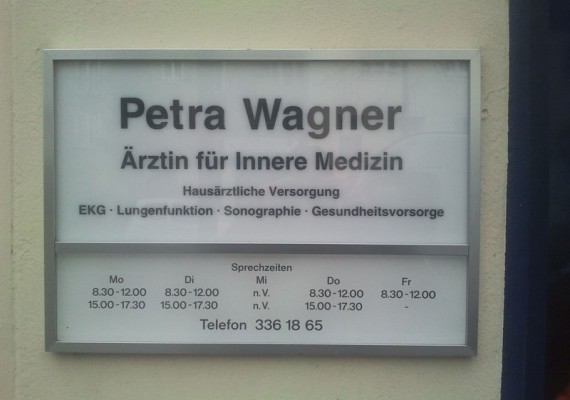 Petra Wagner
Ärztin für Innere Medizin
Hausärztliche Versorgung
EKG · Lungenfunktion · Sonographie · Gesundheitsvorsorge
Sprechzeiten
Mo Di Mi Do Fr
8.30-12.00 8.30-12.00 n.V. 8.30-12.00 8.30-12.00
15.00-17.30 15.00-17.30 n.V. 15.00-17.30 -
Telefon 336 18 65